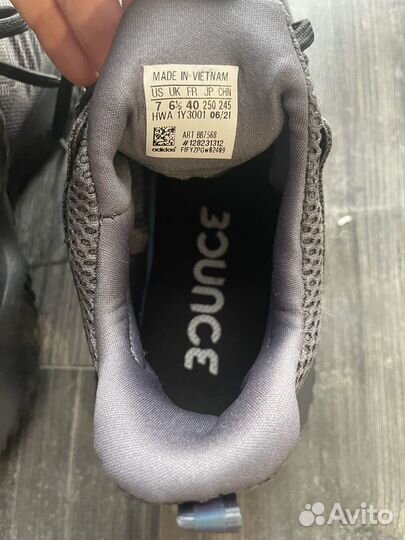 MADE IN VIETNAM
US UK FR JP CHN
7 6½ 40 250 245
HWA 1Y3001 06/21
ART BB7568
#128231312
adidas
BOUNCE
Avito